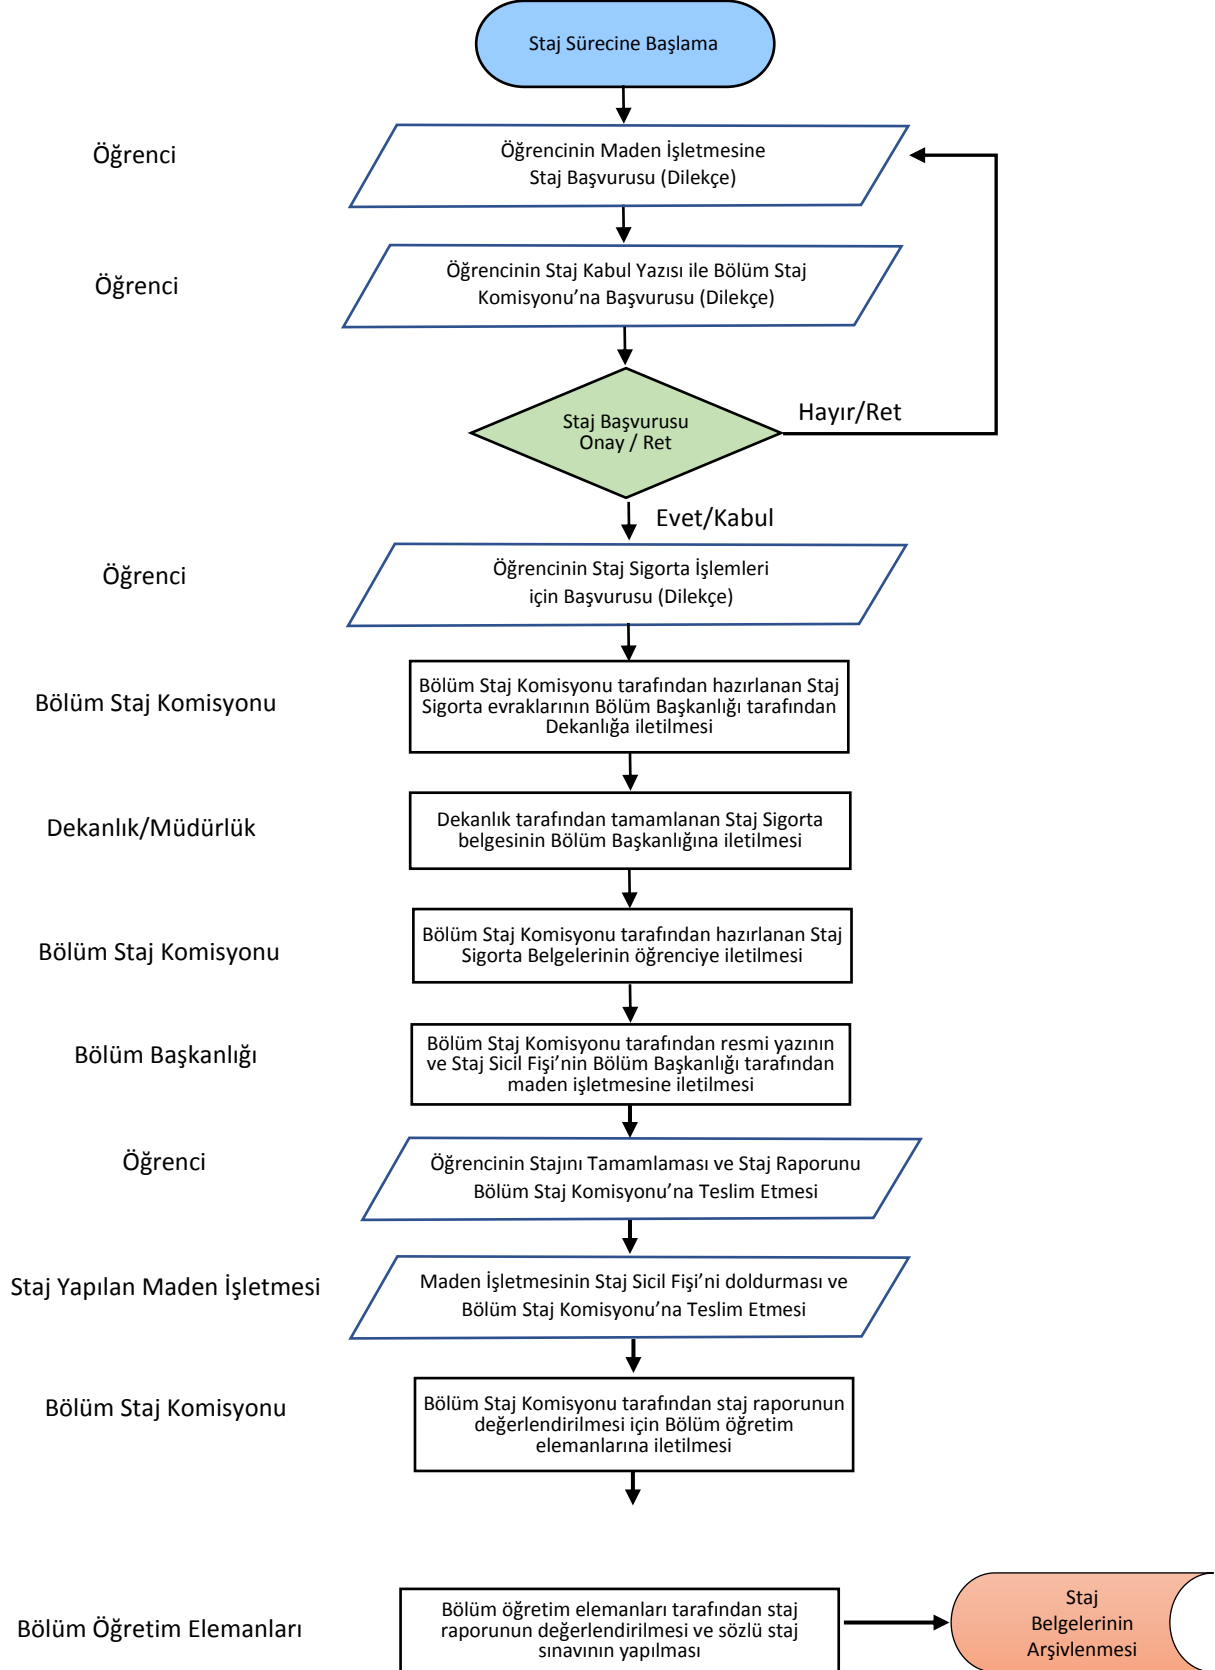 Staj Sürecine Başlama
Öğrenci
Öğrencinin Maden İşletmesine
Staj Başvurusu (Dilekçe)
Öğrenci
Öğrencinin Staj Kabul Yazısı ile Bölüm Staj
Komisyonu’na Başvurusu (Dilekçe)
Staj Başvurusu
Onay / Ret
Hayır/Ret
Evet/Kabul
Öğrenci
Öğrencinin Staj Sigorta İşlemleri
için Başvurusu (Dilekçe)
Bölüm Staj Komisyonu
Bölüm Staj Komisyonu tarafından hazırlanan Staj
Sigorta evraklarının Bölüm Başkanlığı tarafından
Dekanlığa iletilmesi
Dekanlık/Müdürlük
Dekanlık tarafından tamamlanan Staj Sigorta
belgesinin Bölüm Başkanlığına iletilmesi
Bölüm Staj Komisyonu
Bölüm Staj Komisyonu tarafından hazırlanan Staj
Sigorta Belgelerinin öğrenciye iletilmesi
Bölüm Başkanlığı
Bölüm Staj Komisyonu tarafından resmi yazının
ve Staj Sicil Fişi’nin Bölüm Başkanlığı tarafından
maden işletmesine iletilmesi
Öğrenci
Öğrencinin Stajını Tamamlaması ve Staj Raporunu
Bölüm Staj Komisyonu’na Teslim Etmesi
Staj Yapılan Maden İşletmesi
Maden İşletmesinin Staj Sicil Fişi’ni doldurması ve
Bölüm Staj Komisyonu’na Teslim Etmesi
Bölüm Staj Komisyonu
Bölüm Staj Komisyonu tarafından staj raporunun
değerlendirilmesi için Bölüm öğretim
elemanlarına iletilmesi
Bölüm Öğretim Elemanları
Bölüm öğretim elemanları tarafından staj
raporunun değerlendirilmesi ve sözlü staj
sınavının yapılması
Staj
Belgelerinin
Arşivlenmesi